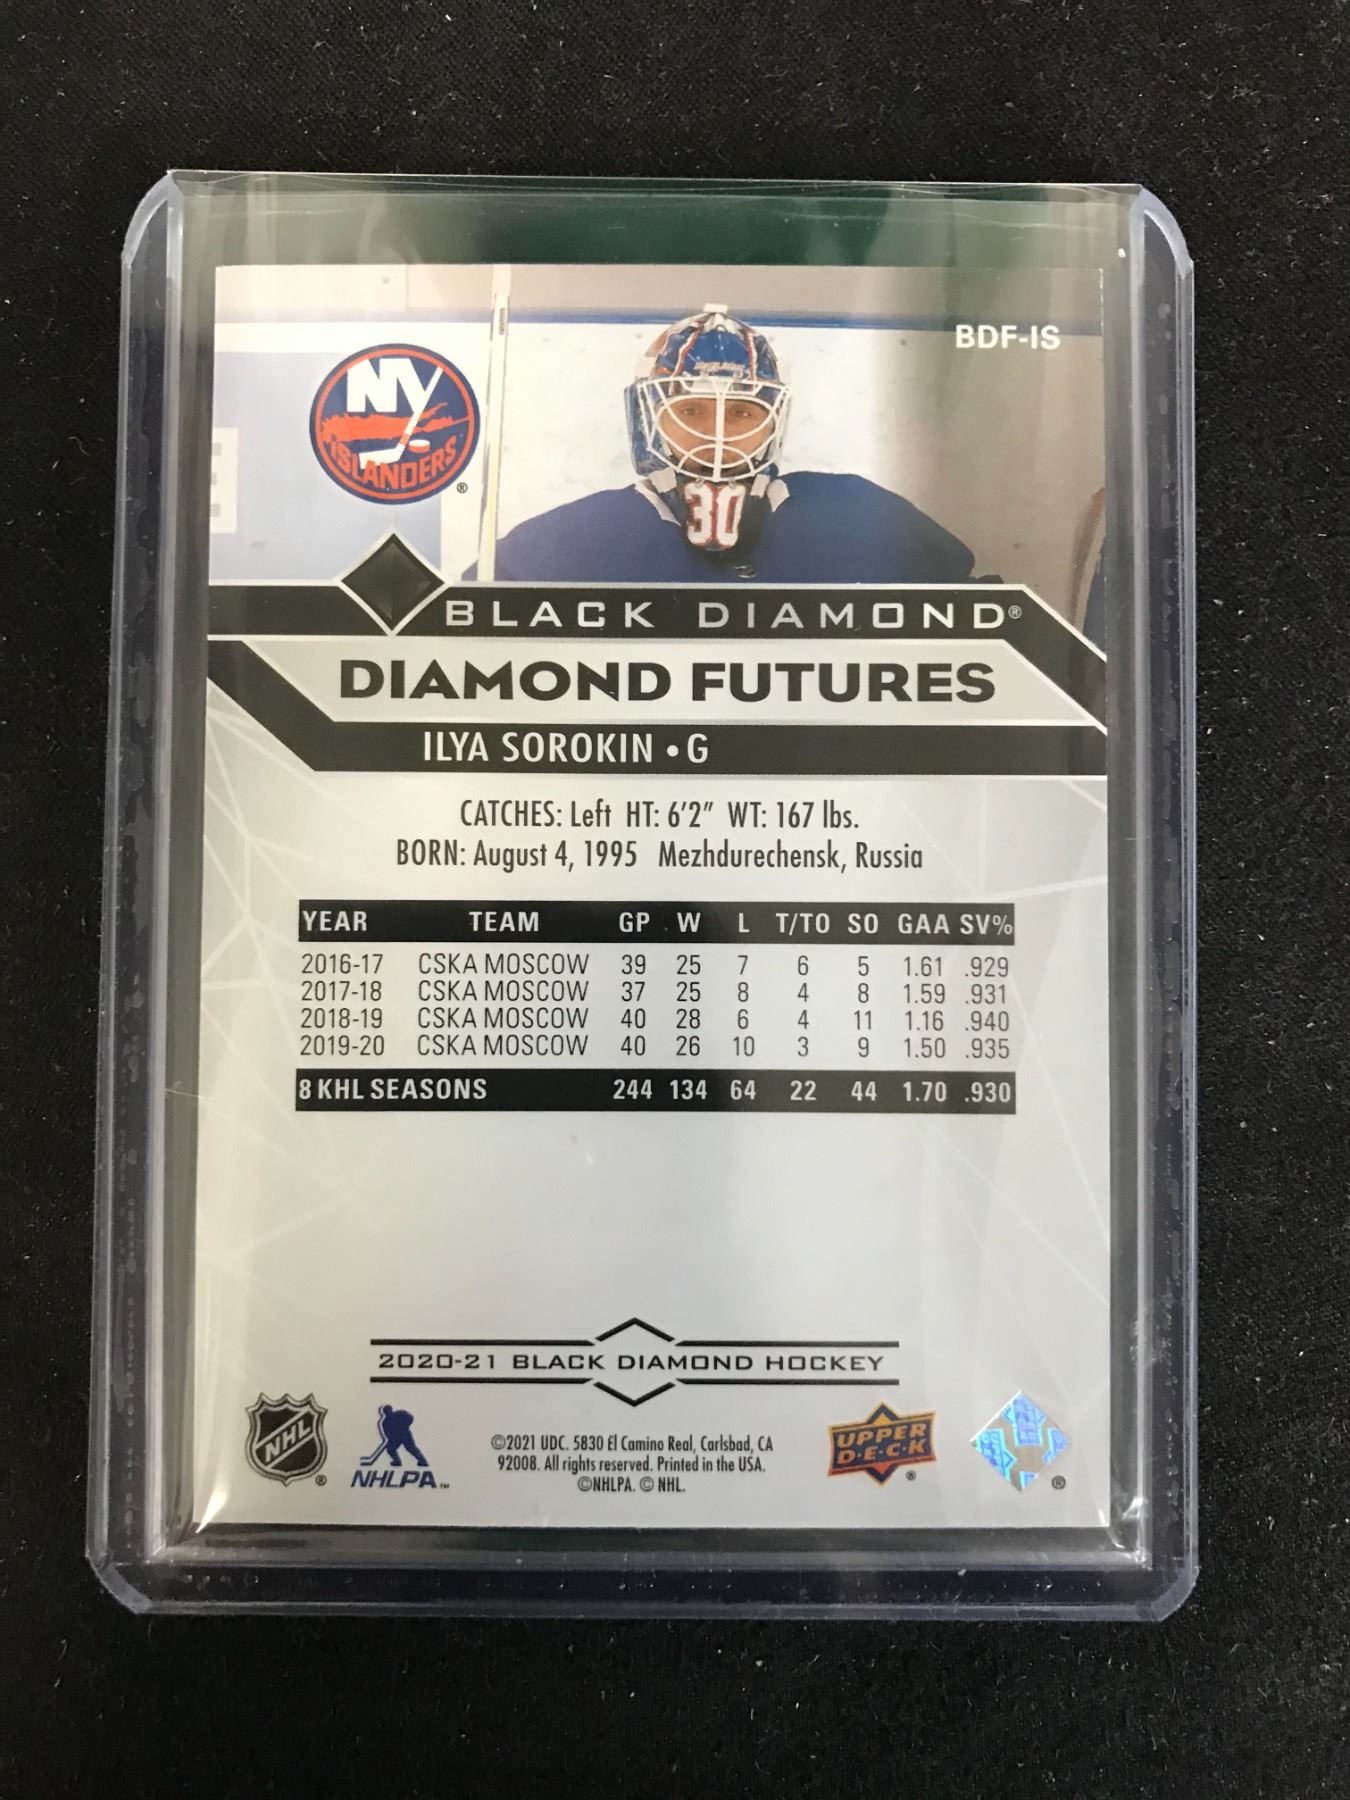 BDF-IS
NY
ISLANDERS®
30
BLACK DIAMOND®
DIAMOND FUTURES
ILYA SOROKIN • G
CATCHES: Left HT: 6'2" WT: 167 lbs.
BORN: August 4, 1995 Mezhdurechensk, Russia
YEAR TEAM GP W L T/TO SO GAA SV%
2016-17 CSKA MOSCOW 39 25 7 6 5 1.61 .929
2017-18 CSKA MOSCOW 37 25 8 4 8 1.59 .931
2018-19 CSKA MOSCOW 40 28 6 4 11 1.16 .940
2019-20 CSKA MOSCOW 40 26 10 3 9 1.50 .935
8 KHL SEASONS 244 134 64 22 44 1.70 .930
2020-21 BLACK DIAMOND HOCKEY
NHL®
NHLPA™
©2021 UDC. 5830 El Camino Real, Carlsbad, CA
92008. All rights reserved. Printed in the USA.
©NHLPA. © NHL.
UPPER
D·E·C·K®
®